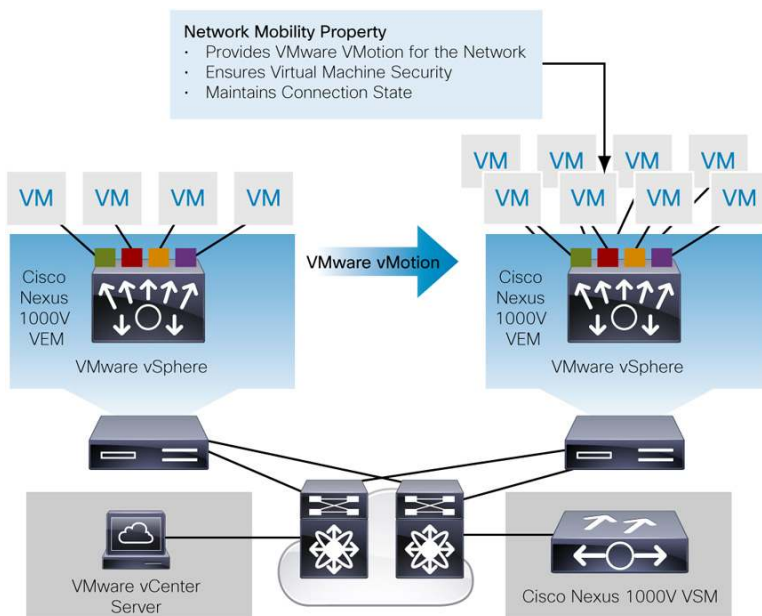 Network Mobility Property
· Provides VMware VMotion for the Network
· Ensures Virtual Machine Security
· Maintains Connection State
VM VM VM VM
VM VM VM VM
VM VM VM VM
Cisco
Nexus
1000V
VEM
VMware vSphere
VMware vMotion
Cisco
Nexus
1000V
VEM
VMware vSphere
VMware vCenter
Server
Cisco Nexus 1000V VSM